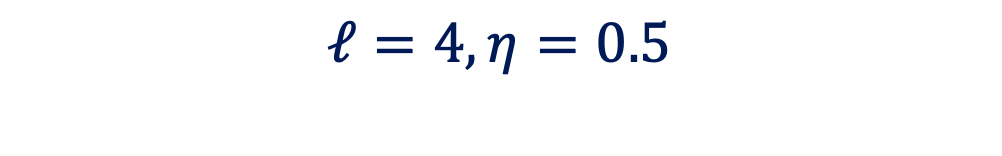 ℓ = 4, η = 0.5